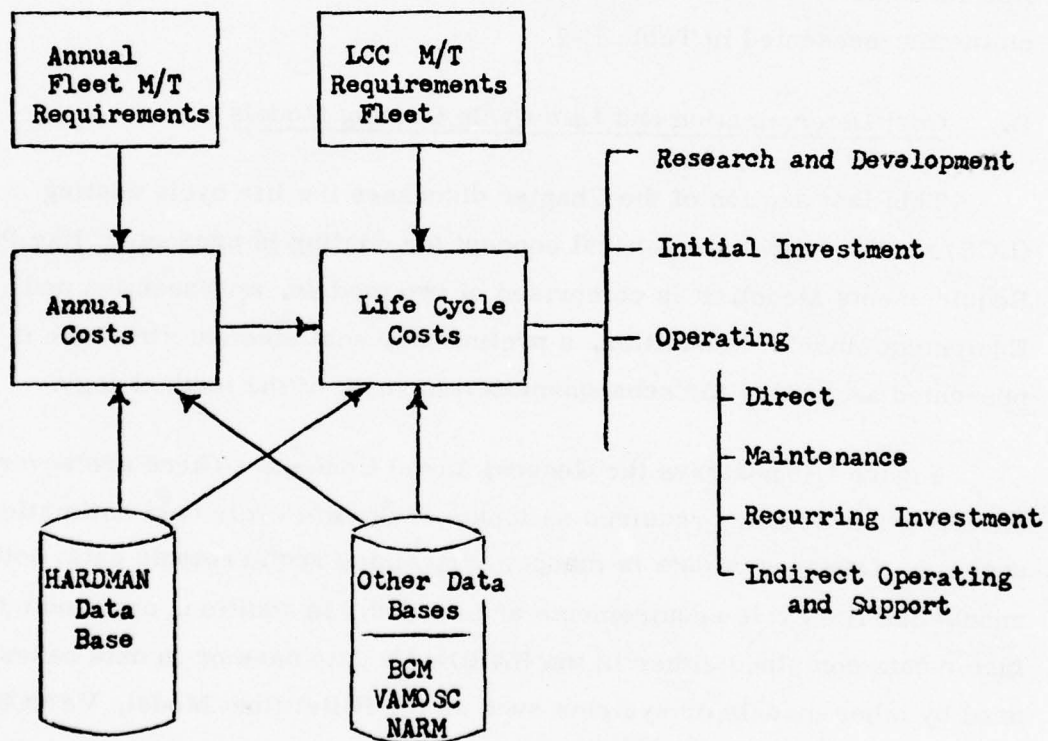 Annual
Fleet M/T
Requirements
LCC M/T
Requirements
Fleet
Annual
Costs
Life Cycle
Costs
Research and Development
Initial Investment
Operating
Direct
Maintenance
Recurring Investment
Indirect Operating
and Support
HARDMAN
Data
Base
Other Data
Bases
BCM
VAMOSC
NARM